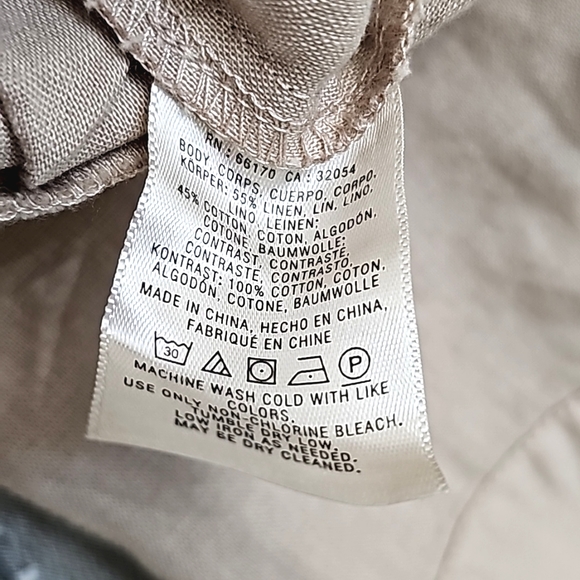 RN: 66170 CA: 32054
BODY, CORPS, CUERPO, CORPO,
KÖRPER: 55% LINEN, LIN, LINO,
LINO, LEINEN;
45% COTTON, COTON, ALGODÓN,
COTONE, BAUMWOLLE;
CONTRAST, CONTRASTE,
CONTRASTE, CONTRASTO,
KONTRAST: 100% COTTON, COTON,
ALGODÓN, COTONE, BAUMWOLLE
MADE IN CHINA, HECHO EN CHINA,
FABRIQUÉ EN CHINE
30 P
MACHINE WASH COLD WITH LIKE
COLORS.
USE ONLY NON-CHLORINE BLEACH.
TUMBLE DRY LOW.
LOW IRON AS NEEDED.
MAY BE DRY CLEANED.